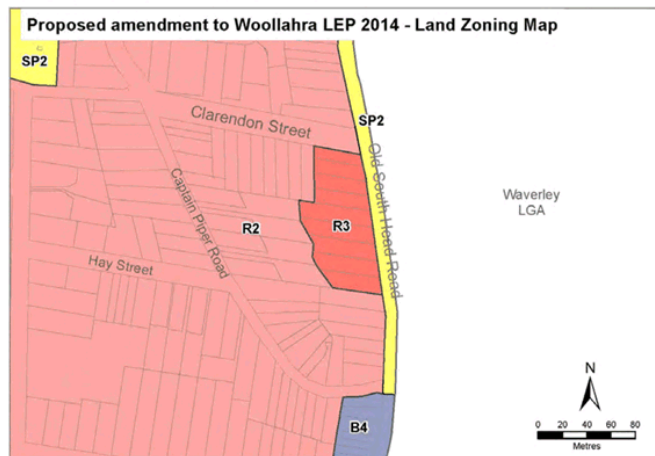 Proposed amendment to Woollahra LEP 2014 - Land Zoning Map
SP2
Clarendon Street
SP2
Old South Head Road
Captain Piper Road
Waverley
LGA
R2
R3
Hay Street
N
0 20 40 60 80
Metres
B4